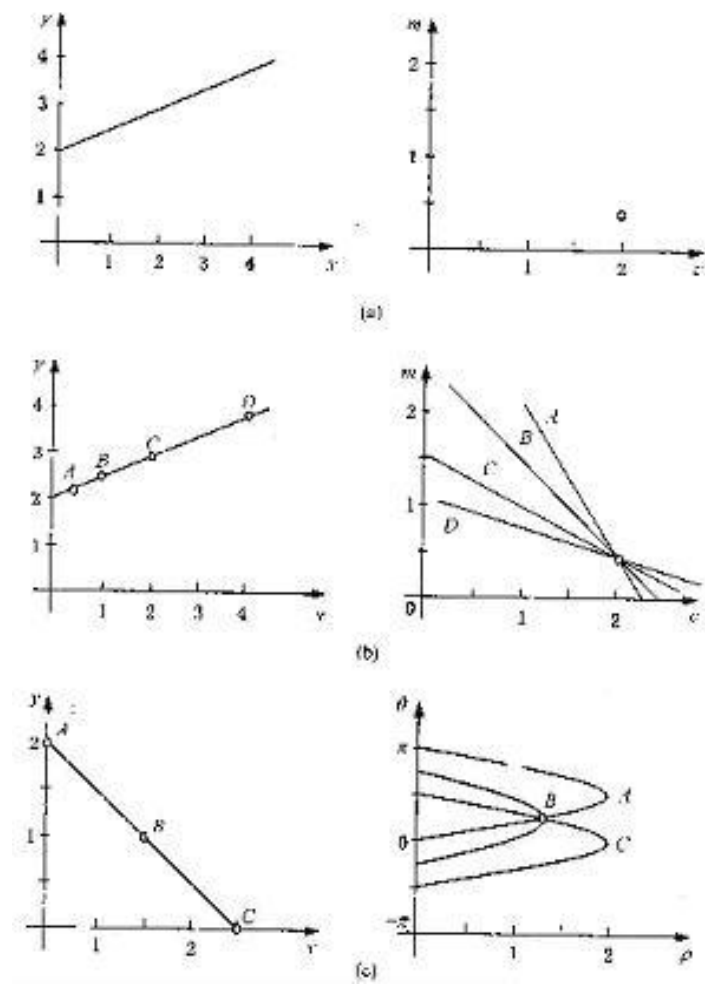 y m
4 2
3
2 1
1
1 2 3 4 x 1 2 c
(a)
y m
4 D 2 A
3 C B
A B C
2 1
D
1
1 2 3 4 0 1 2 c
(b)
y θ
2 A π
B A
1 B 0 C
C -π
1 2 1 2 ρ
(c)